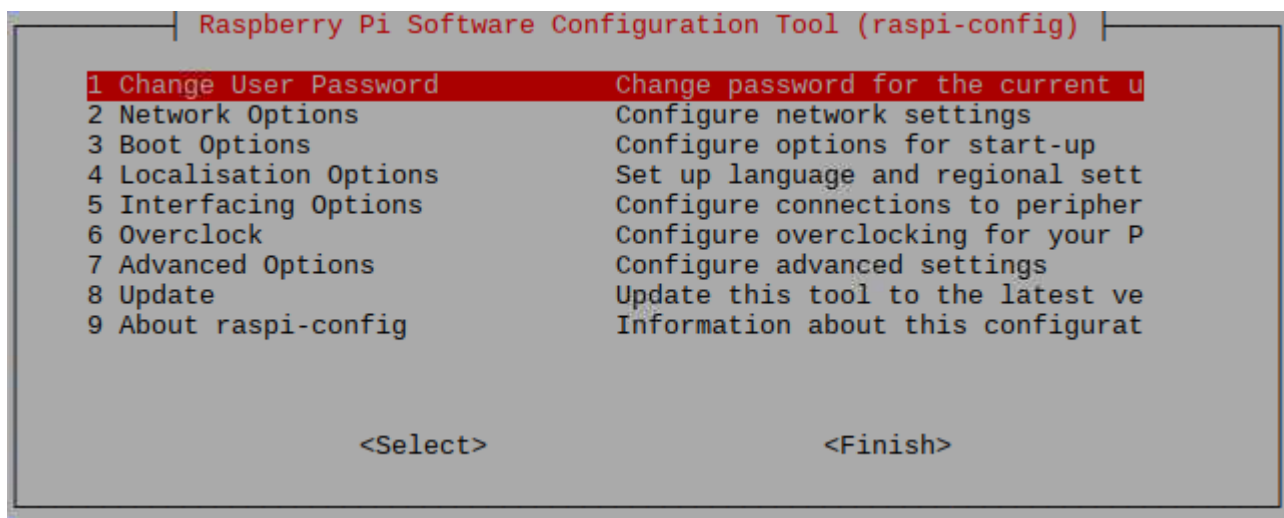 Raspberry Pi Software Configuration Tool (raspi-config)
1 Change User Password Change password for the current u
2 Network Options Configure network settings
3 Boot Options Configure options for start-up
4 Localisation Options Set up language and regional sett
5 Interfacing Options Configure connections to peripher
6 Overclock Configure overclocking for your P
7 Advanced Options Configure advanced settings
8 Update Update this tool to the latest ve
9 About raspi-config Information about this configurat
<Select> <Finish>